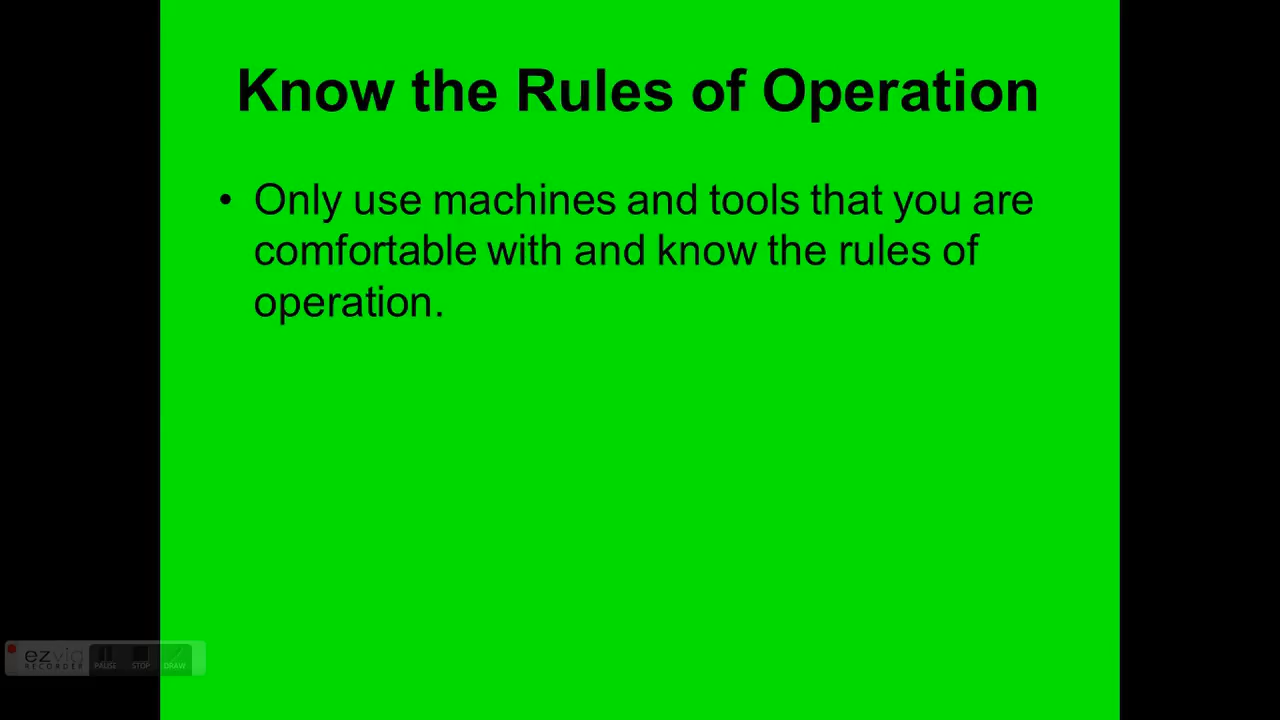 Know the Rules of Operation
• Only use machines and tools that you are
comfortable with and know the rules of
operation.
ezvid
RECORDER
PAUSE STOP DRAW